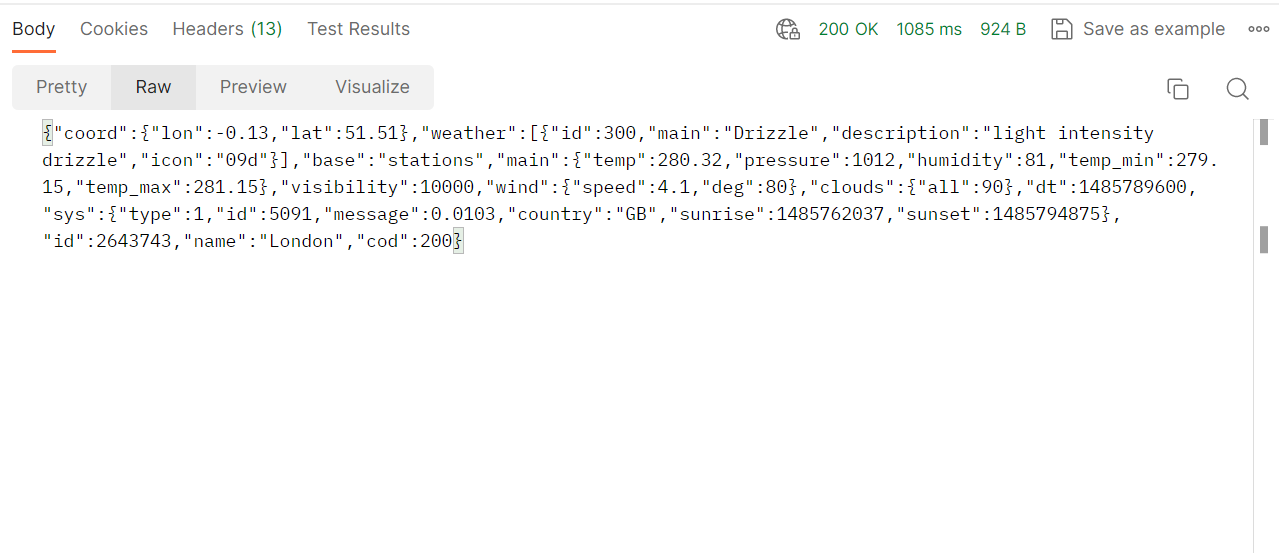 Body Cookies Headers (13) Test Results 200 OK 1085 ms 924 B Save as example
Pretty Raw Preview Visualize
{"coord":{"lon":-0.13,"lat":51.51},"weather":[{"id":300,"main":"Drizzle","description":"light intensity
drizzle","icon":"09d"}],"base":"stations","main":{"temp":280.32,"pressure":1012,"humidity":81,"temp_min":279.
15,"temp_max":281.15},"visibility":10000,"wind":{"speed":4.1,"deg":80},"clouds":{"all":90},"dt":1485789600,
"sys":{"type":1,"id":5091,"message":0.0103,"country":"GB","sunrise":1485762037,"sunset":1485794875},
"id":2643743,"name":"London","cod":200}